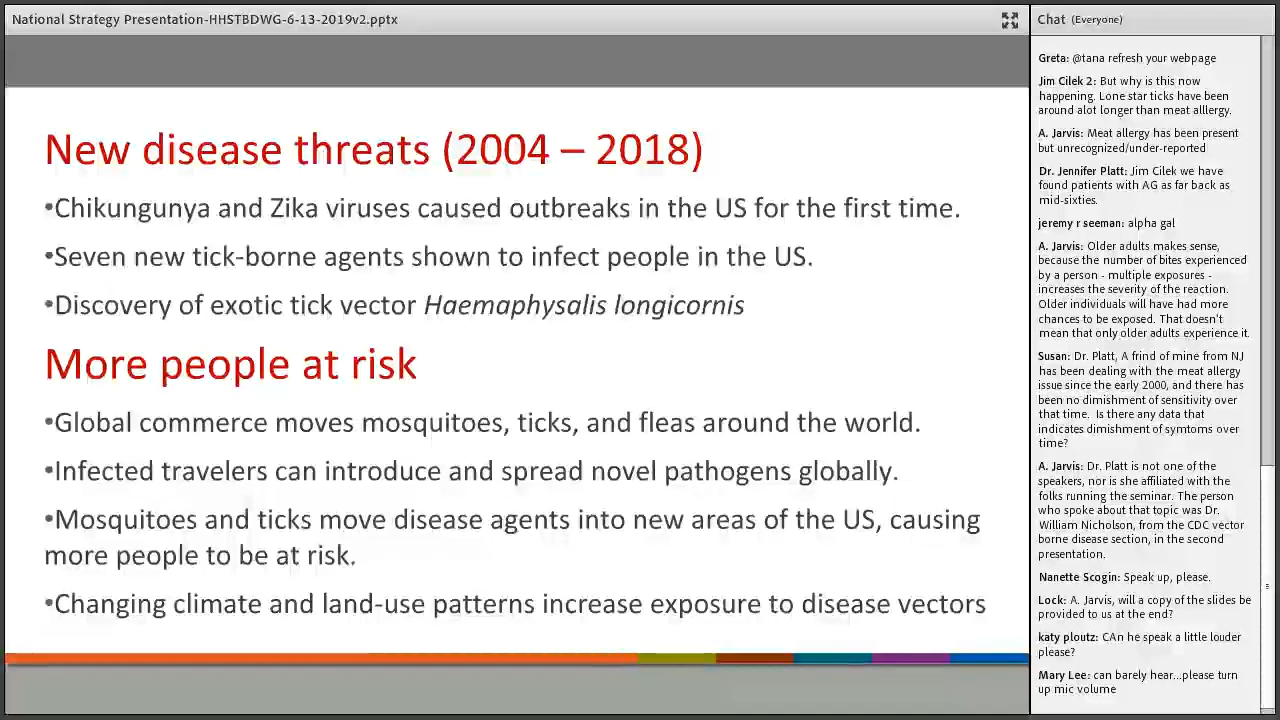 National Strategy Presentation-HHSTBDWG-6-13-2019v2.pptx
New disease threats (2004 – 2018)
•Chikungunya and Zika viruses caused outbreaks in the US for the first time.
•Seven new tick-borne agents shown to infect people in the US.
•Discovery of exotic tick vector Haemaphysalis longicornis
More people at risk
•Global commerce moves mosquitoes, ticks, and fleas around the world.
•Infected travelers can introduce and spread novel pathogens globally.
•Mosquitoes and ticks move disease agents into new areas of the US, causing
more people to be at risk.
•Changing climate and land-use patterns increase exposure to disease vectors
Chat (Everyone)
Greta: @tana refresh your webpage
Jim Cilek 2: But why is this now
happening. Lone star ticks have been
around alot longer than meat alllergy.
A. Jarvis: Meat allergy has been present
but unrecognized/under-reported
Dr. Jennifer Platt: Jim Cilek we have
found patients with AG as far back as
mid-sixties.
jeremy r seeman: alpha gal
A. Jarvis: Older adults makes sense,
because the number of bites experienced
by a person - multiple exposures -
increases the severity of the reaction.
Older individuals will have had more
chances to be exposed. That doesn't
mean that only older adults experience it.
Susan: Dr. Platt, A frind of mine from NJ
has been dealing with the meat allergy
issue since the early 2000, and there has
been no dimishment of sensitivity over
that time. Is there any data that
indicates dimishment of symtoms over
time?
A. Jarvis: Dr. Platt is not one of the
speakers, nor is she affiliated with the
folks running the seminar. The person
who spoke about that topic was Dr.
William Nicholson, from the CDC vector
borne disease section, in the second
presentation.
Nanette Scogin: Speak up, please.
Lock: A. Jarvis, will a copy of the slides be
provided to us at the end?
katy ploutz: CAn he speak a little louder
please?
Mary Lee: can barely hear...please turn
up mic volume